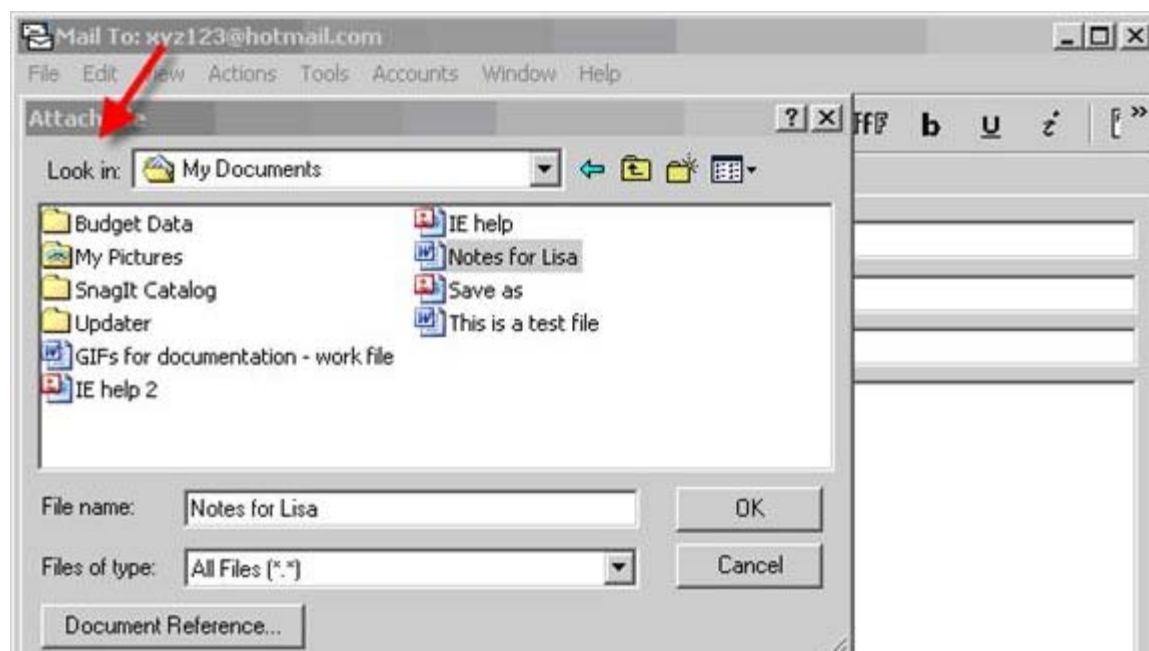 Mail To: xyz123@hotmail.com
File Edit View Actions Tools Accounts Window Help
Attach File
b u i »
Look in: My Documents
Budget Data
My Pictures
SnagIt Catalog
Updater
GIFs for documentation - work file
IE help 2
IE help
Notes for Lisa
Save as
This is a test file
File name: Notes for Lisa OK
Files of type: All Files (*.*) Cancel
Document Reference...